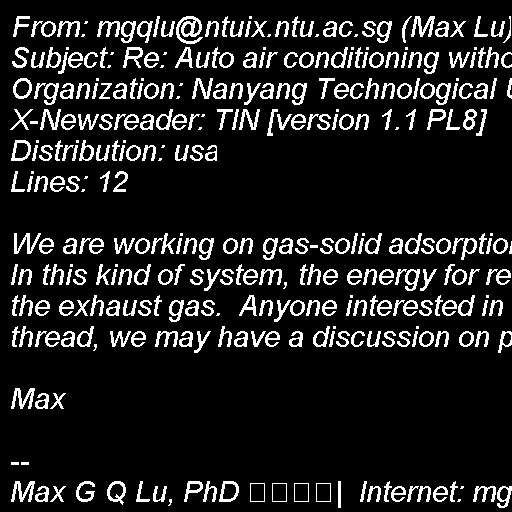 From: mgqlu@ntuix.ntu.ac.sg (Max Lu)
Subject: Re: Auto air conditioning witho
Organization: Nanyang Technological U
X-Newsreader: TIN [version 1.1 PL8]
Distribution: usa
Lines: 12

We are working on gas-solid adsorption
In this kind of system, the energy for re
the exhaust gas.  Anyone interested in
thread, we may have a discussion on p

Max

--
Max G Q Lu, PhD □□□□|  Internet: mg